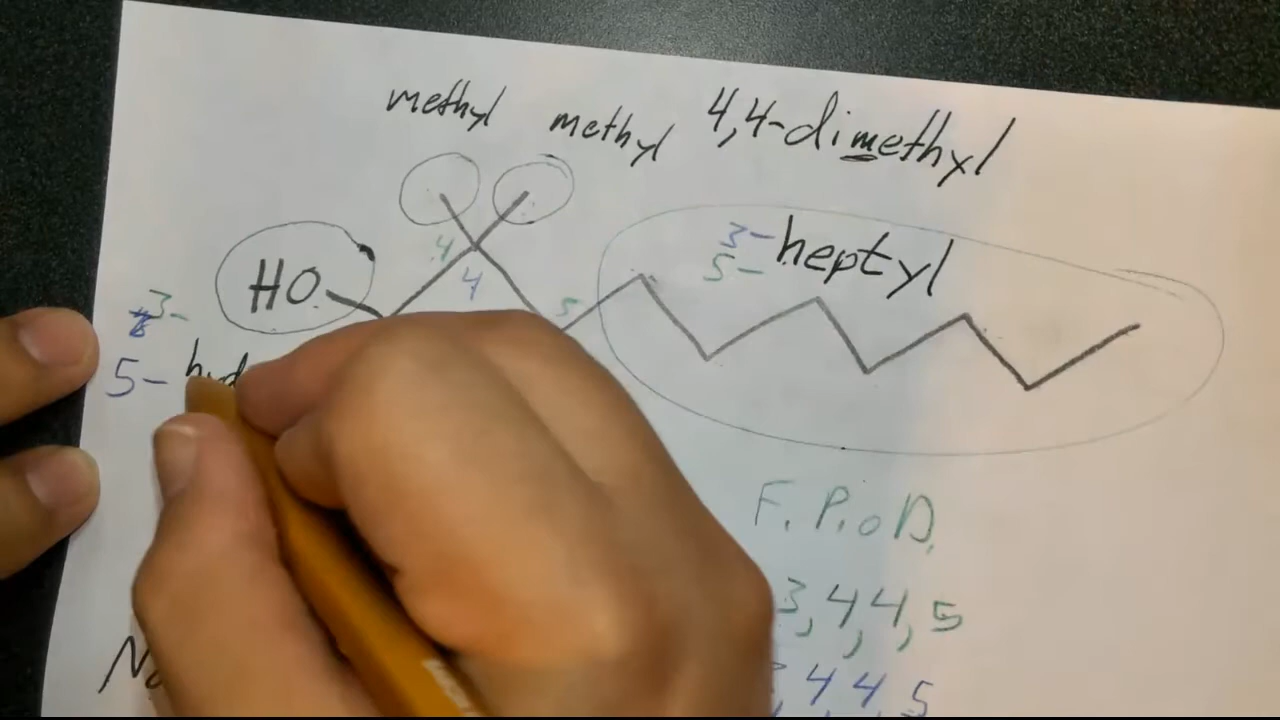 methyl methyl 4,4-dimethyl
3-
heptyl
5-
4
HO
4
5
3-
5-
F.P.o.D.
3,4,4,5
4 4 5